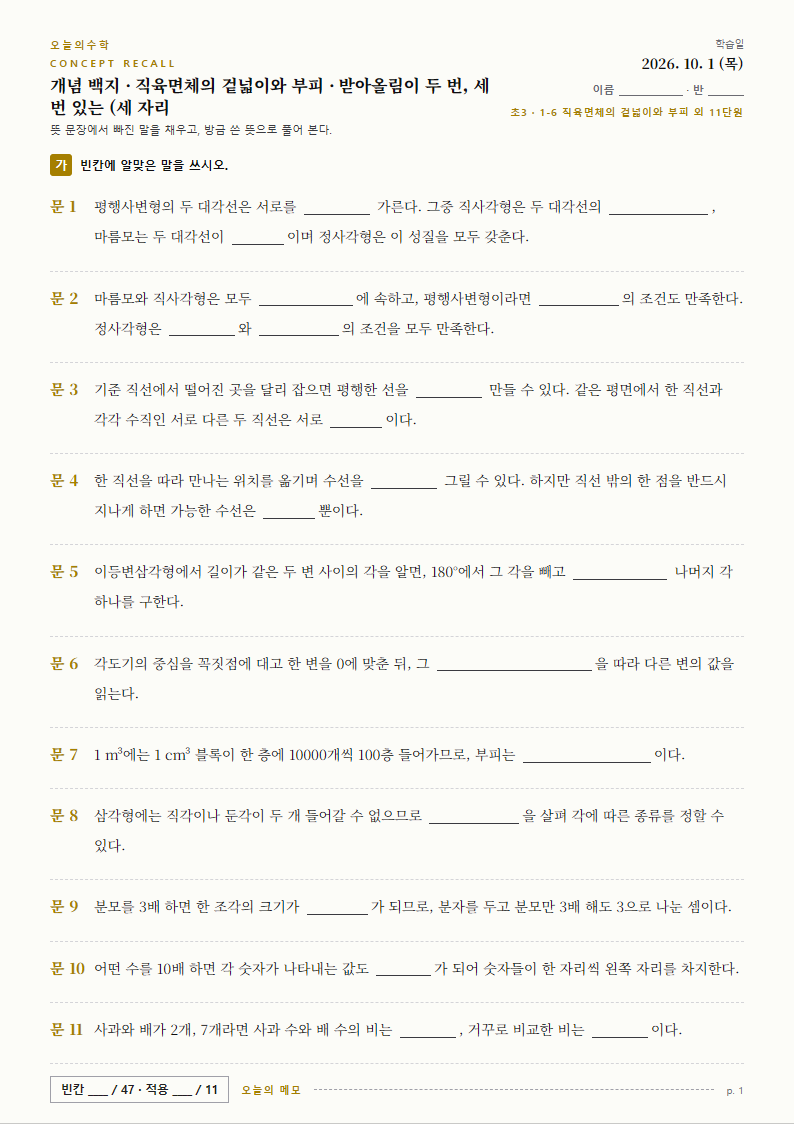 오늘의수학
CONCEPT RECALL
개념 백지 · 직육면체의 겉넓이와 부피 · 받아올림이 두 번, 세
번 있는 (세 자리
뜻 문장에서 빠진 말을 채우고, 방금 쓴 뜻으로 풀어 본다.
학습일
2026. 10. 1 (목)
이름 ________ · 반 ____
초3 · 1-6 직육면체의 겉넓이와 부피 외 11단원
가 빈칸에 알맞은 말을 쓰시오.
문 1 평행사변형의 두 대각선은 서로를 ________ 가른다. 그중 직사각형은 두 대각선의 ____________ ,
마름모는 두 대각선이 ______ 이며 정사각형은 이 성질을 모두 갖춘다.
문 2 마름모와 직사각형은 모두 ____________ 에 속하고, 평행사변형이라면 __________ 의 조건도 만족한다.
정사각형은 ________ 와 __________ 의 조건을 모두 만족한다.
문 3 기준 직선에서 떨어진 곳을 달리 잡으면 평행한 선을 ________ 만들 수 있다. 같은 평면에서 한 직선과
각각 수직인 서로 다른 두 직선은 서로 ______ 이다.
문 4 한 직선을 따라 만나는 위치를 옮기며 수선을 ________ 그릴 수 있다. 하지만 직선 밖의 한 점을 반드시
지나게 하면 가능한 수선은 ______ 뿐이다.
문 5 이등변삼각형에서 길이가 같은 두 변 사이의 각을 알면, 180°에서 그 각을 빼고 ____________ 나머지 각
하나를 구한다.
문 6 각도기의 중심을 꼭짓점에 대고 한 변을 0에 맞춘 뒤, 그 ____________________ 을 따라 다른 변의 값을
읽는다.
문 7 1 m³에는 1 cm³ 블록이 한 층에 10000개씩 100층 들어가므로, 부피는 ________________ 이다.
문 8 삼각형에는 직각이나 둔각이 두 개 들어갈 수 없으므로 ____________ 을 살펴 각에 따른 종류를 정할 수
있다.
문 9 분모를 3배 하면 한 조각의 크기가 ________ 가 되므로, 분자를 두고 분모만 3배 해도 3으로 나눈 셈이다.
문 10 어떤 수를 10배 하면 각 숫자가 나타내는 값도 _______ 가 되어 숫자들이 한 자리씩 왼쪽 자리를 차지한다.
문 11 사과와 배가 2개, 7개라면 사과 수와 배 수의 비는 _______ , 거꾸로 비교한 비는 _______ 이다.
빈칸 ___ / 47 · 적용 ___ / 11
오늘의 메모
p. 1